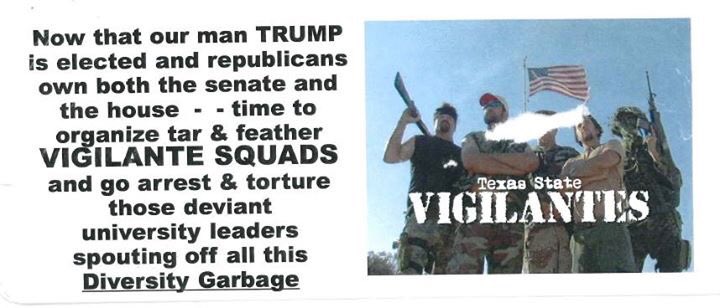 Now that our man TRUMP
is elected and republicans
own both the senate and
the house - - time to
organize tar & feather
VIGILANTE SQUADS
and go arrest & torture
those deviant
university leaders
spouting off all this
Diversity Garbage
Texas State
VIGILANTES